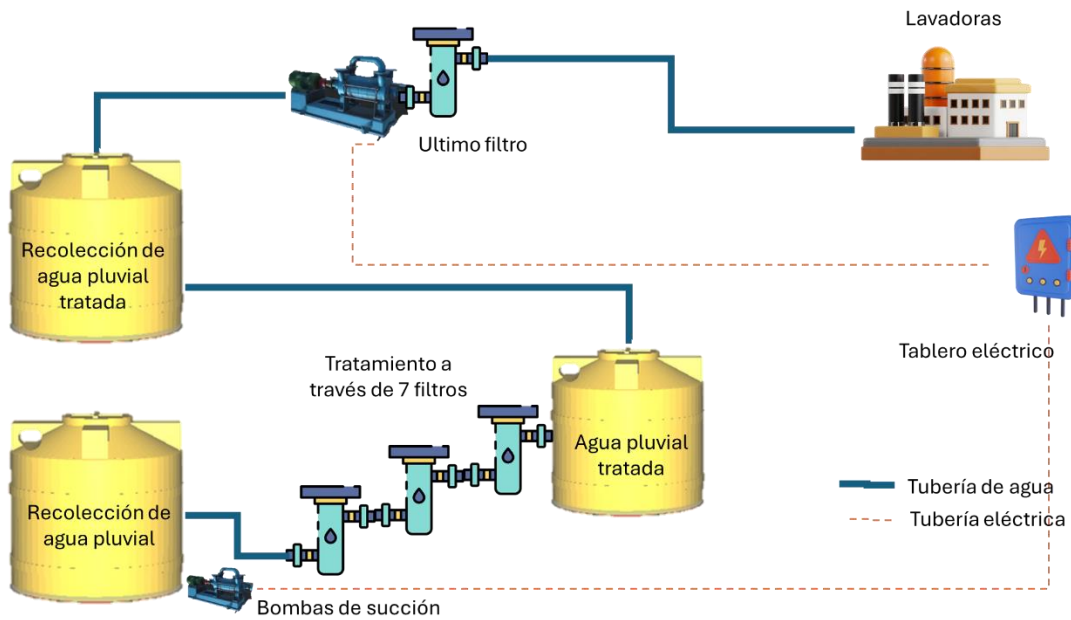 Lavadoras
Ultimo filtro
Recolección de
agua pluvial
tratada
Tablero eléctrico
Tratamiento a
través de 7 filtros
Agua pluvial
tratada
Recolección de
agua pluvial
Tubería de agua
Tubería eléctrica
Bombas de succión